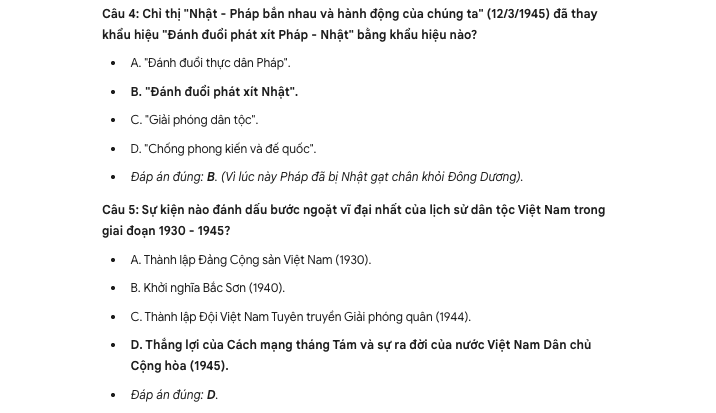 Câu 4: Chỉ thị "Nhật - Pháp bắn nhau và hành động của chúng ta" (12/3/1945) đã thay
khẩu hiệu "Đánh đuổi phát xít Pháp - Nhật" bằng khẩu hiệu nào?
• A. "Đánh đuổi thực dân Pháp".
• B. "Đánh đuổi phát xít Nhật".
• C. "Giải phóng dân tộc".
• D. "Chống phong kiến và đế quốc".
• Đáp án đúng: B. (Vì lúc này Pháp đã bị Nhật gạt chân khỏi Đông Dương).
Câu 5: Sự kiện nào đánh dấu bước ngoặt vĩ đại nhất của lịch sử dân tộc Việt Nam trong
giai đoạn 1930 - 1945?
• A. Thành lập Đảng Cộng sản Việt Nam (1930).
• B. Khởi nghĩa Bắc Sơn (1940).
• C. Thành lập Đội Việt Nam Tuyên truyền Giải phóng quân (1944).
• D. Thắng lợi của Cách mạng tháng Tám và sự ra đời của nước Việt Nam Dân chủ
Cộng hòa (1945).
• Đáp án đúng: D.